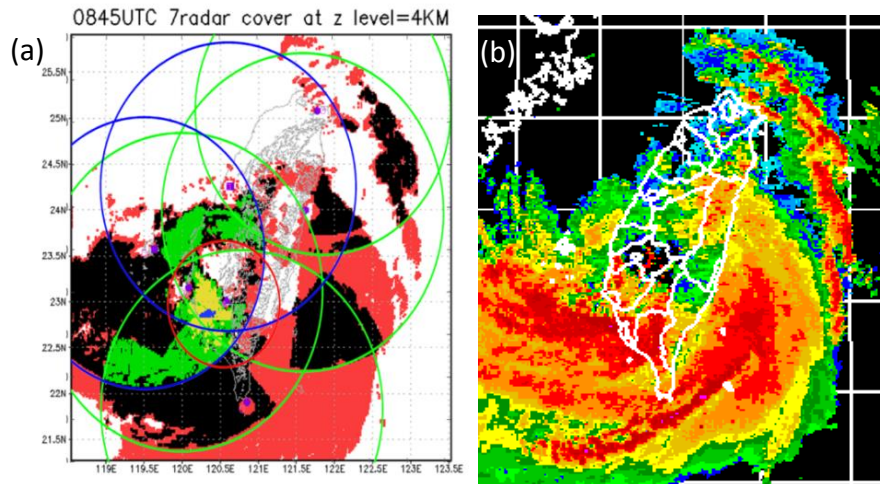 0845UTC 7radar cover at z level=4KM
(a)
(b)
25.5N
25N
24.5N
24N
23.5N
23N
22.5N
22N
21.5N
119E 119.5E 120E 120.5E 121E 121.5E 122E 122.5E 123E 123.5E